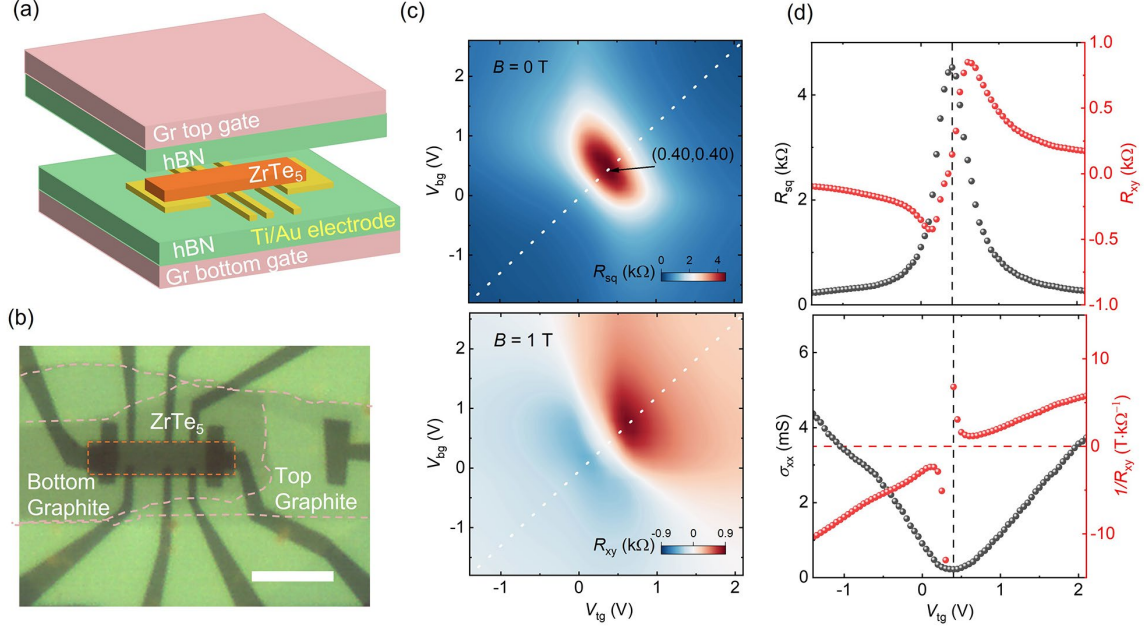 (a)
Gr top gate
hBN
ZrTe5
Ti/Au electrode
hBN
Gr bottom gate
(b)
ZrTe5
Bottom
Graphite
Top
Graphite
(c)
B = 0 T
(0.40,0.40)
Vbg (V)
2
1
0
-1
Rsq (kΩ)
0 2 4
B = 1 T
Vbg (V)
2
1
0
-1
Rxy (kΩ)
-0.9 0 0.9
-1 0 1 2
Vtg (V)
(d)
Rsq (kΩ)
4
2
0
1.0
0.5
0.0
-0.5
-1.0
Rxy (kΩ)
σxx (mS)
6
4
2
0
10
0
-10
1/Rxy (T·kΩ⁻¹)
-1 0 1 2
Vtg (V)